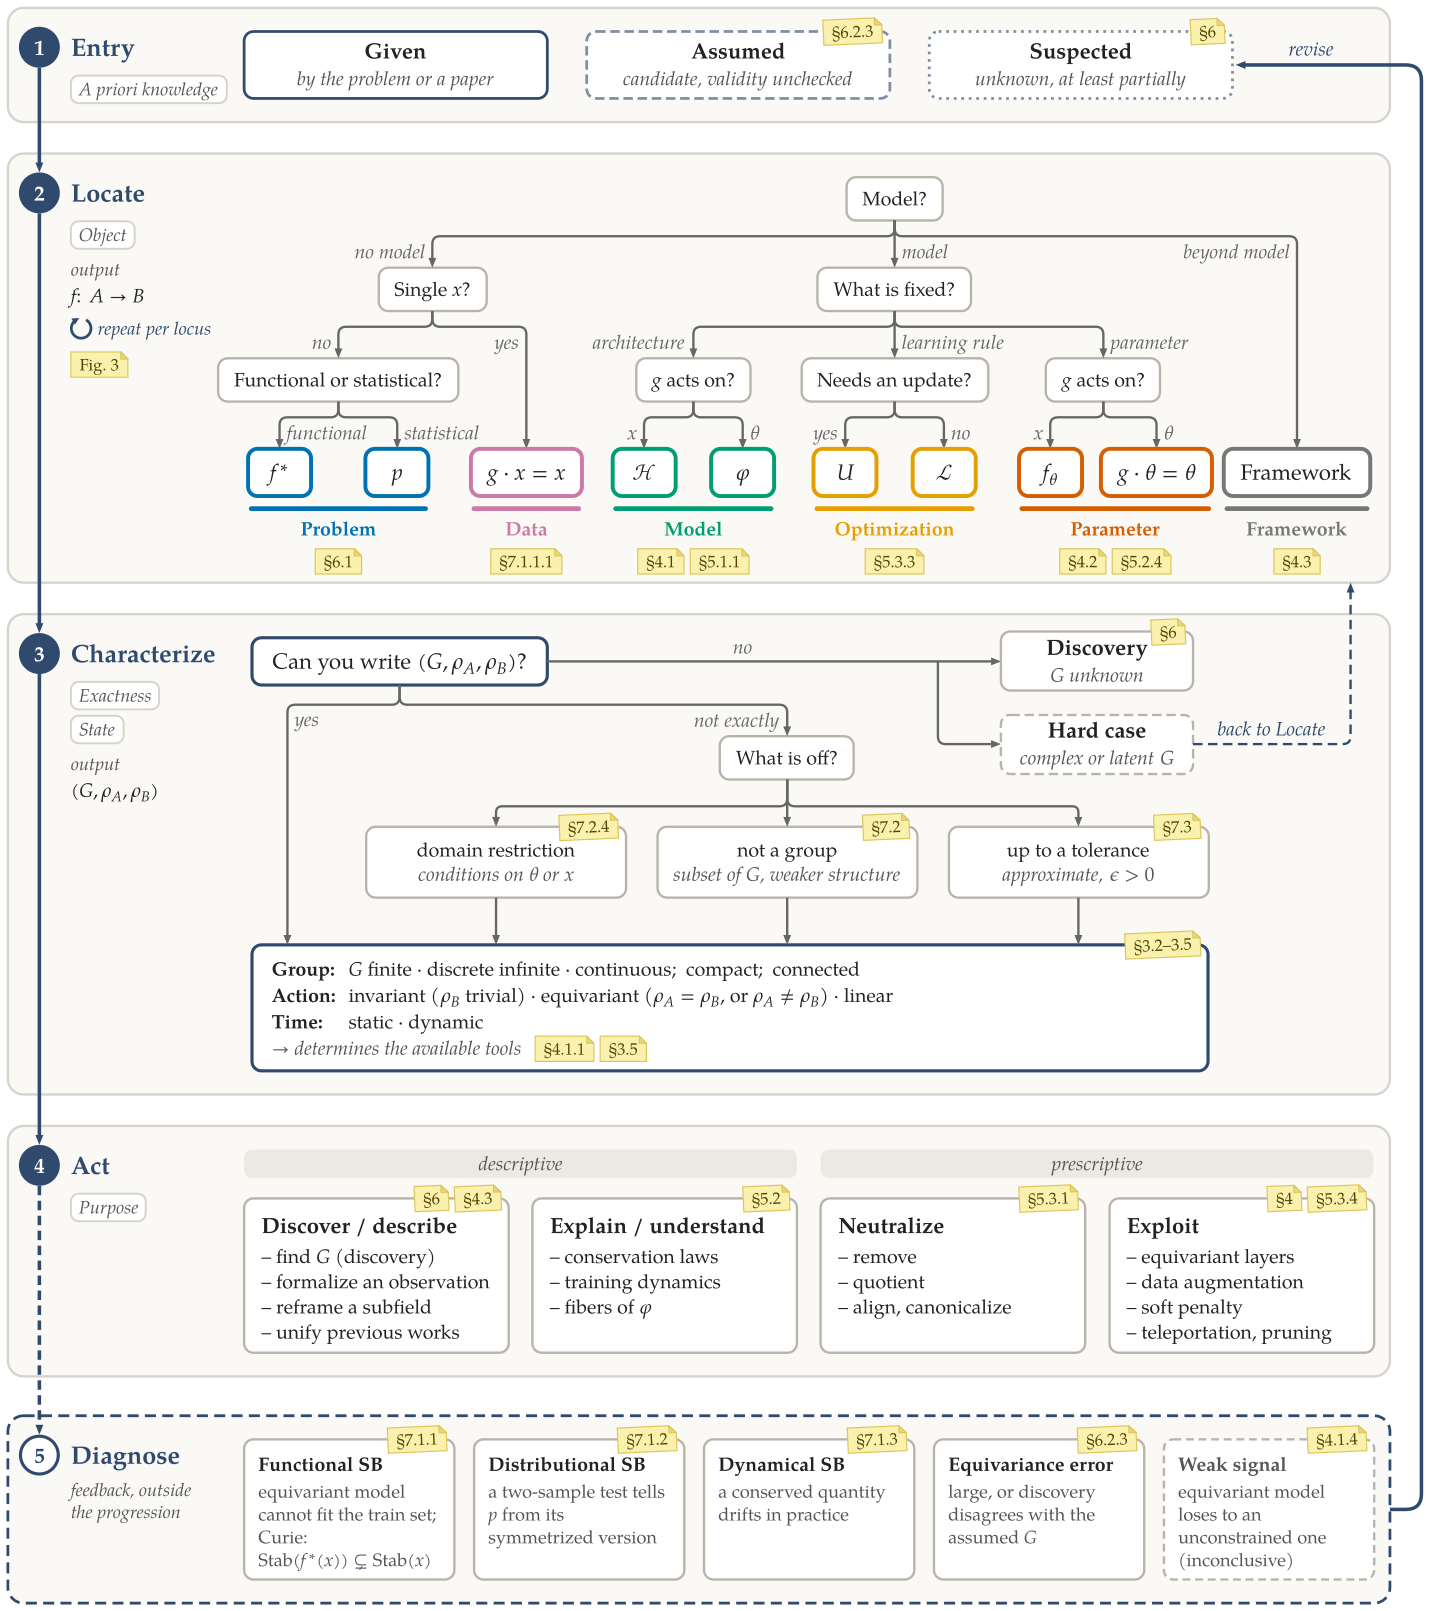 1 Entry
A priori knowledge
Given
by the problem or a paper
§6.2.3
Assumed
candidate, validity unchecked
§6
Suspected
unknown, at least partially
revise
2 Locate
Object
output
f: A → B
repeat per locus
Fig. 3
Model?
no model
model
beyond model
Single x?
What is fixed?
no
yes
architecture
learning rule
parameter
Functional or statistical?
g acts on?
Needs an update?
g acts on?
functional
statistical
x
θ
yes
no
x
θ
f*
p
g · x = x
ℋ
φ
U
ℒ
f_θ
g · θ = θ
Framework
Problem
Data
Model
Optimization
Parameter
Framework
§6.1
§7.1.1.1
§4.1 §5.1.1
§5.3.3
§4.2 §5.2.4
§4.3
3 Characterize
Exactness
State
output
(G, ρ_A, ρ_B)
Can you write (G, ρ_A, ρ_B)?
no
§6
Discovery
G unknown
Hard case
complex or latent G
back to Locate
yes
not exactly
What is off?
§7.2.4
domain restriction
conditions on θ or x
§7.2
not a group
subset of G, weaker structure
§7.3
up to a tolerance
approximate, ϵ > 0
§3.2–3.5
Group: G finite · discrete infinite · continuous; compact; connected
Action: invariant (ρ_B trivial) · equivariant (ρ_A = ρ_B, or ρ_A ≠ ρ_B) · linear
Time: static · dynamic
→ determines the available tools §4.1.1 §3.5
4 Act
Purpose
descriptive
prescriptive
§6 §4.3
Discover / describe
– find G (discovery)
– formalize an observation
– reframe a subfield
– unify previous works
§5.2
Explain / understand
– conservation laws
– training dynamics
– fibers of φ
§5.3.1
Neutralize
– remove
– quotient
– align, canonicalize
§4 §5.3.4
Exploit
– equivariant layers
– data augmentation
– soft penalty
– teleportation, pruning
5 Diagnose
feedback, outside
the progression
§7.1.1
Functional SB
equivariant model
cannot fit the train set;
Curie:
Stab(f*(x)) ⊊ Stab(x)
§7.1.2
Distributional SB
a two-sample test tells
p from its
symmetrized version
§7.1.3
Dynamical SB
a conserved quantity
drifts in practice
§6.2.3
Equivariance error
large, or discovery
disagrees with the
assumed G
§4.1.4
Weak signal
equivariant model
loses to an
unconstrained one
(inconclusive)